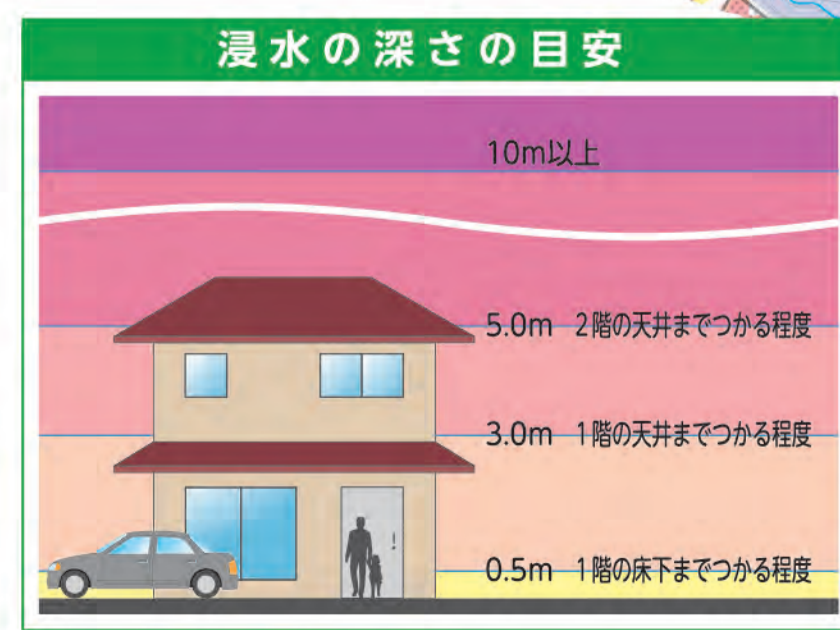 浸水の深さの目安
10m以上
5.0m 2階の天井までつかる程度
3.0m 1階の天井までつかる程度
0.5m 1階の床下までつかる程度